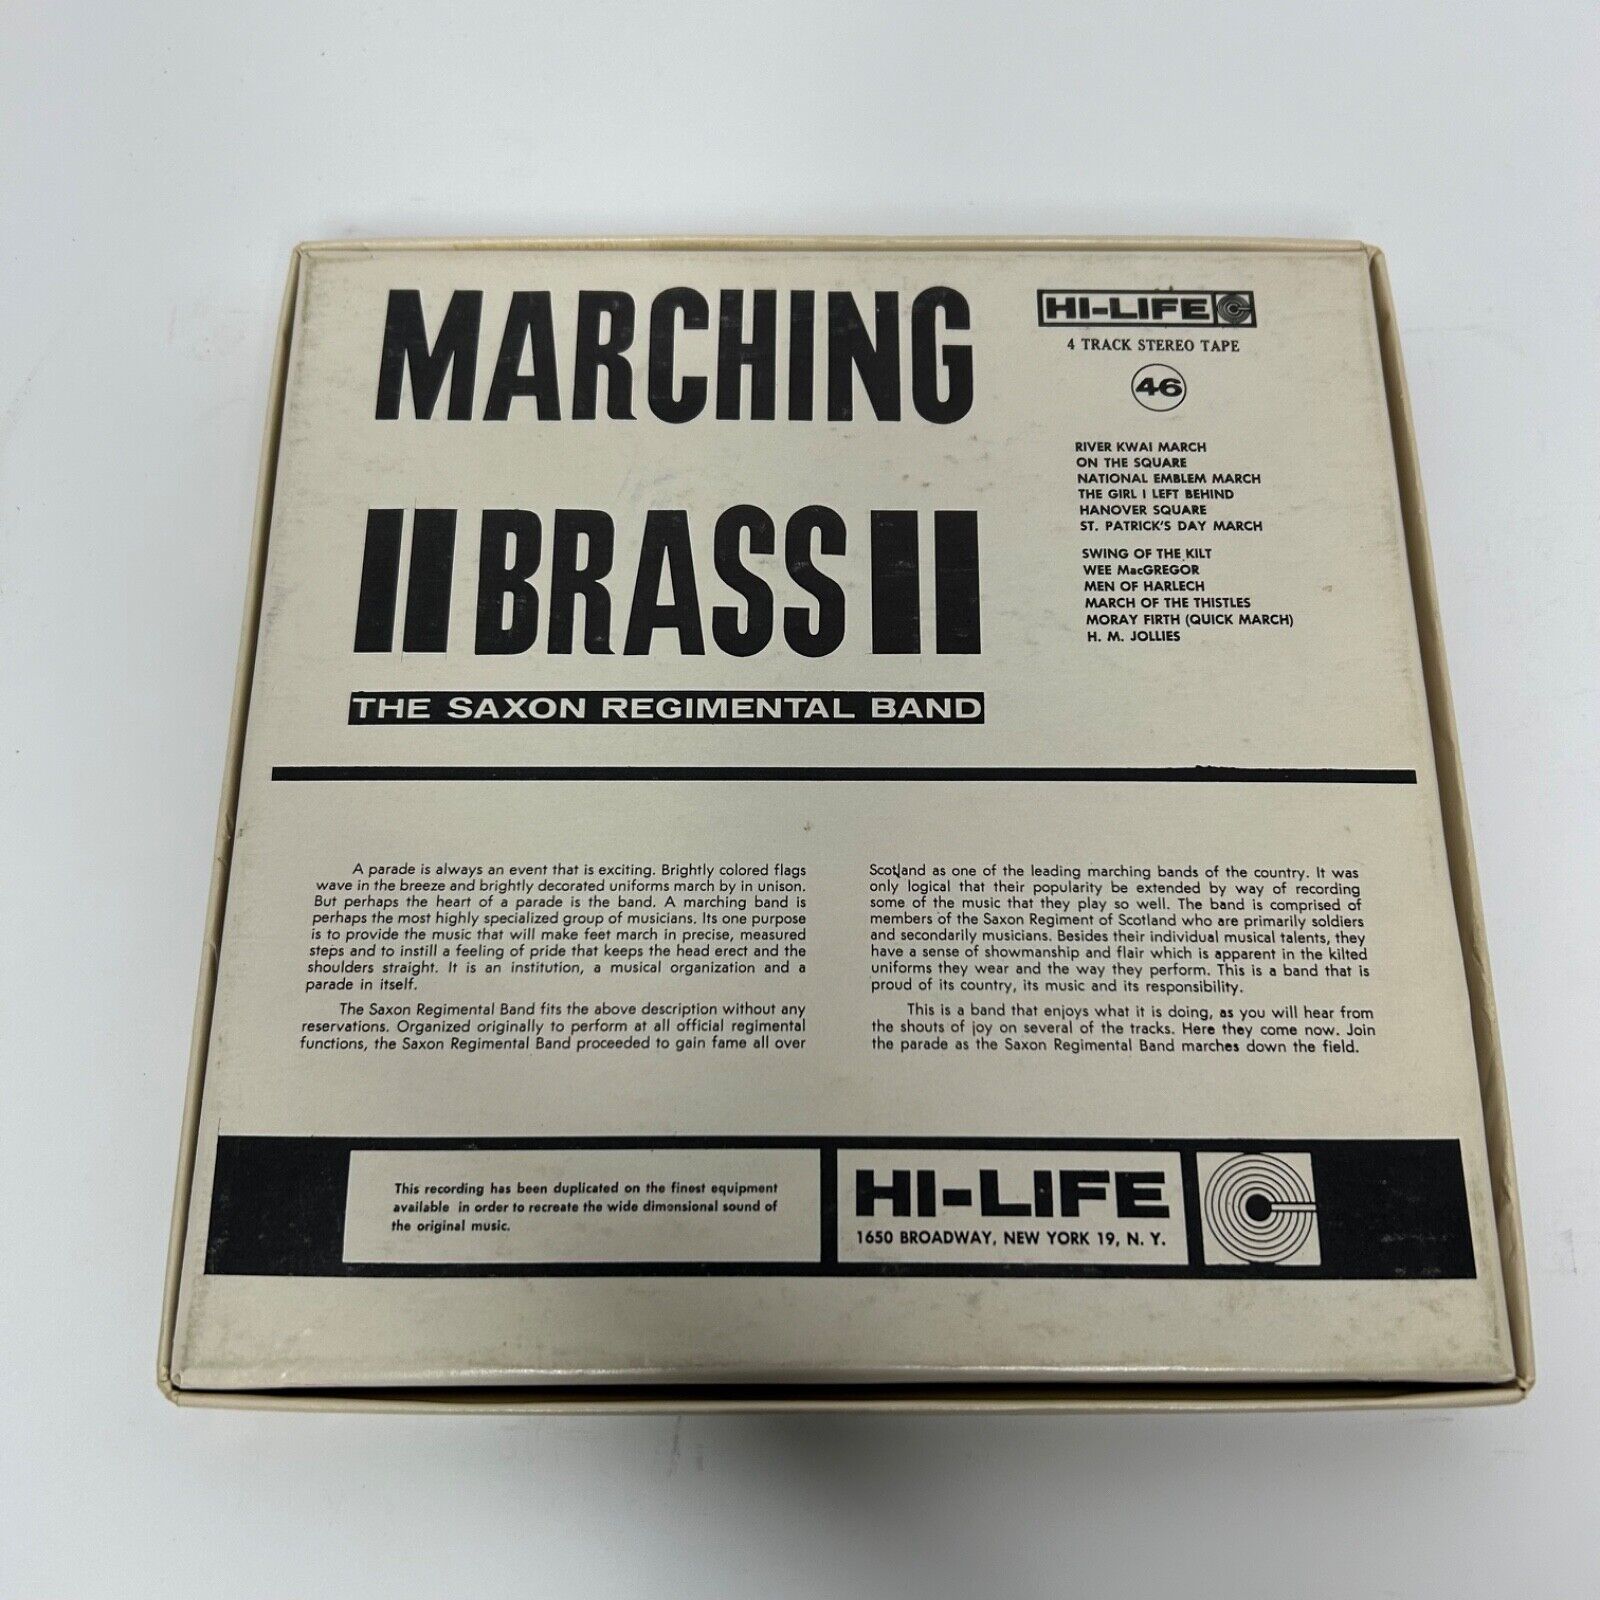 MARCHING
BRASS
THE SAXON REGIMENTAL BAND
HI-LIFE
4 TRACK STEREO TAPE
46
RIVER KWAI MARCH
ON THE SQUARE
NATIONAL EMBLEM MARCH
THE GIRL I LEFT BEHIND
HANOVER SQUARE
ST. PATRICK'S DAY MARCH
SWING OF THE KILT
WEE MacGREGOR
MEN OF HARLECH
MARCH OF THE THISTLES
MORAY FIRTH (QUICK MARCH)
H. M. JOLLIES
A parade is always an event that is exciting. Brightly colored flags
wave in the breeze and brightly decorated uniforms march by in unison.
But perhaps the heart of a parade is the band. A marching band is
perhaps the most highly specialized group of musicians. Its one purpose
is to provide the music that will make feet march in precise, measured
steps and to instill a feeling of pride that keeps the head erect and the
shoulders straight. It is an institution, a musical organization and a
parade in itself.
The Saxon Regimental Band fits the above description without any
reservations. Organized originally to perform at all official regimental
functions, the Saxon Regimental Band proceeded to gain fame all over
Scotland as one of the leading marching bands of the country. It was
only logical that their popularity be extended by way of recording
some of the music that they play so well. The band is comprised of
members of the Saxon Regiment of Scotland who are primarily soldiers
and secondarily musicians. Besides their individual musical talents, they
have a sense of showmanship and flair which is apparent in the kilted
uniforms they wear and the way they perform. This is a band that is
proud of its country, its music and its responsibility.
This is a band that enjoys what it is doing, as you will hear from
the shouts of joy on several of the tracks. Here they come now. Join
the parade as the Saxon Regimental Band marches down the field.
This recording has been duplicated on the finest equipment
available in order to recreate the wide dimensional sound of
the original music.
HI-LIFE
1650 BROADWAY, NEW YORK 19, N. Y.